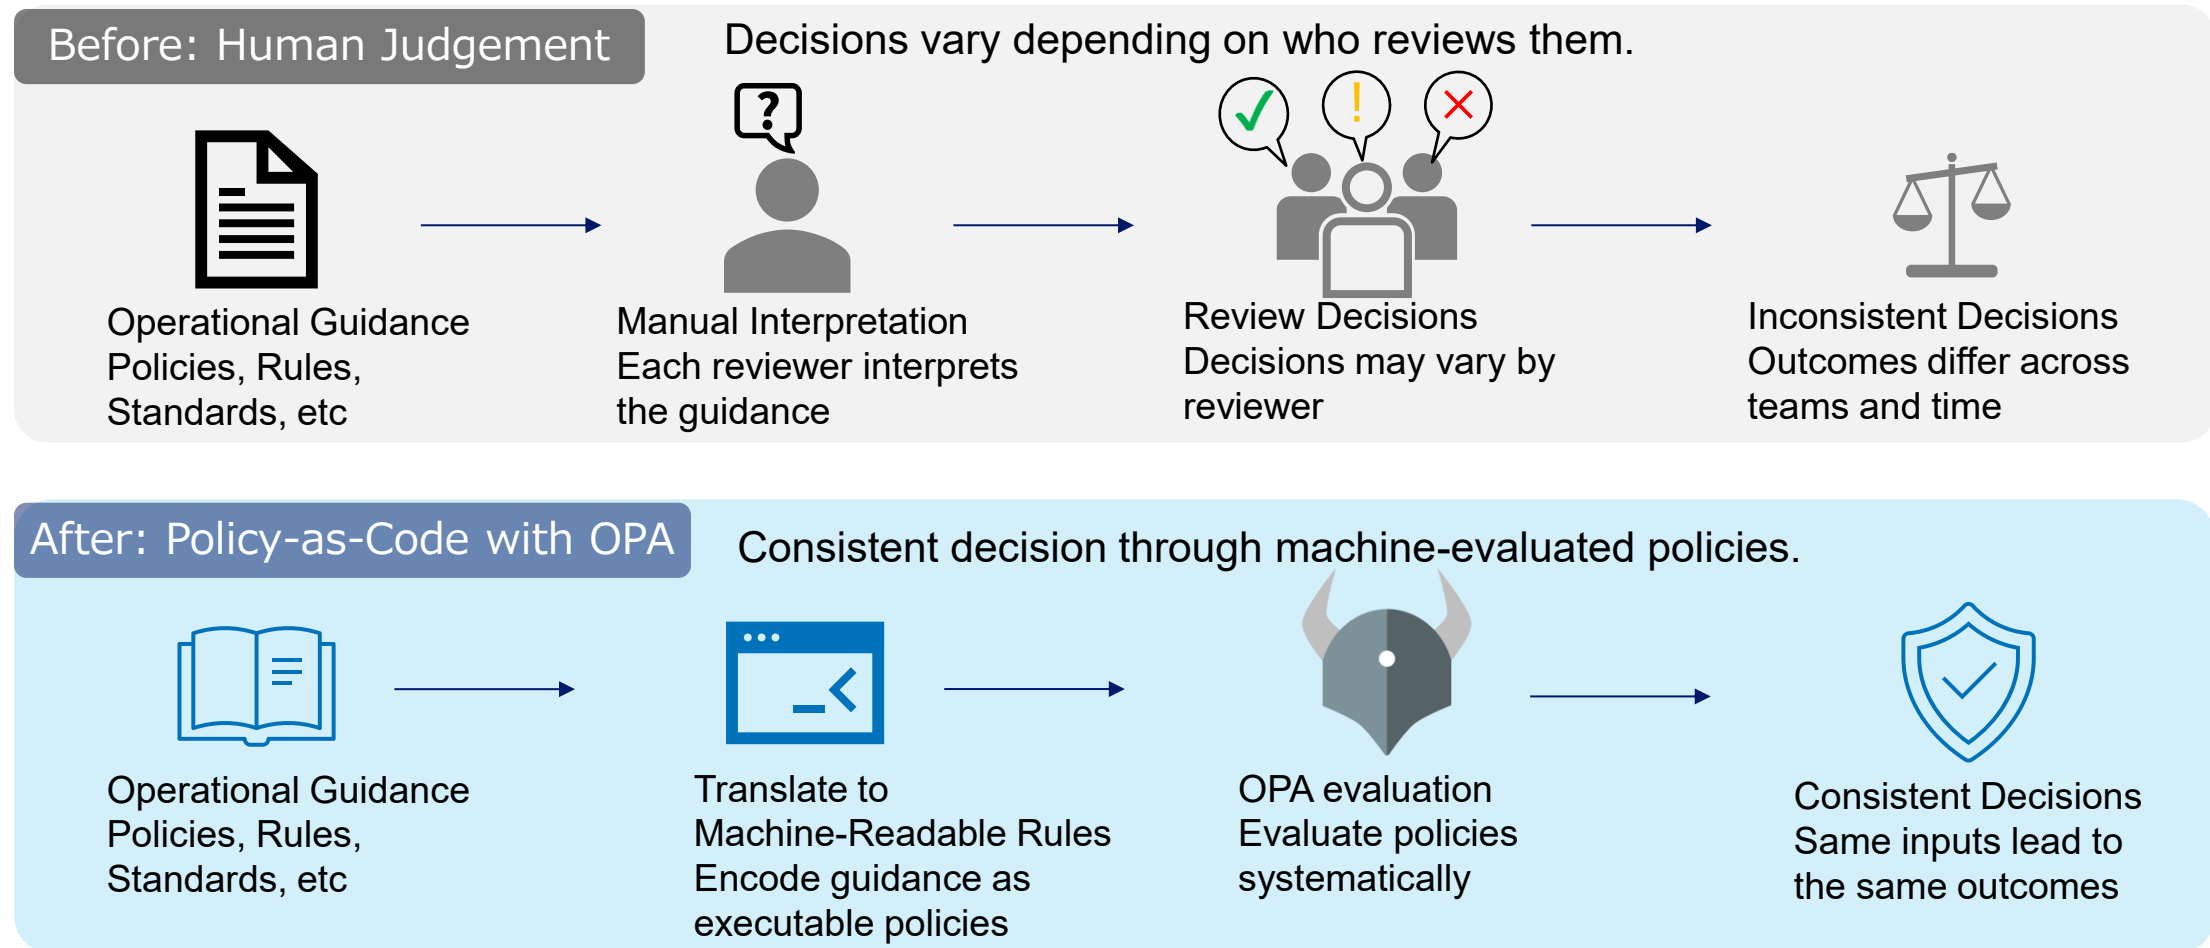 Before: Human Judgement
Decisions vary depending on who reviews them.
?
!
Operational Guidance
Policies, Rules,
Standards, etc
Manual Interpretation
Each reviewer interprets
the guidance
Review Decisions
Decisions may vary by
reviewer
Inconsistent Decisions
Outcomes differ across
teams and time
After: Policy-as-Code with OPA
Consistent decision through machine-evaluated policies.
Operational Guidance
Policies, Rules,
Standards, etc
Translate to
Machine-Readable Rules
Encode guidance as
executable policies
OPA evaluation
Evaluate policies
systematically
Consistent Decisions
Same inputs lead to
the same outcomes